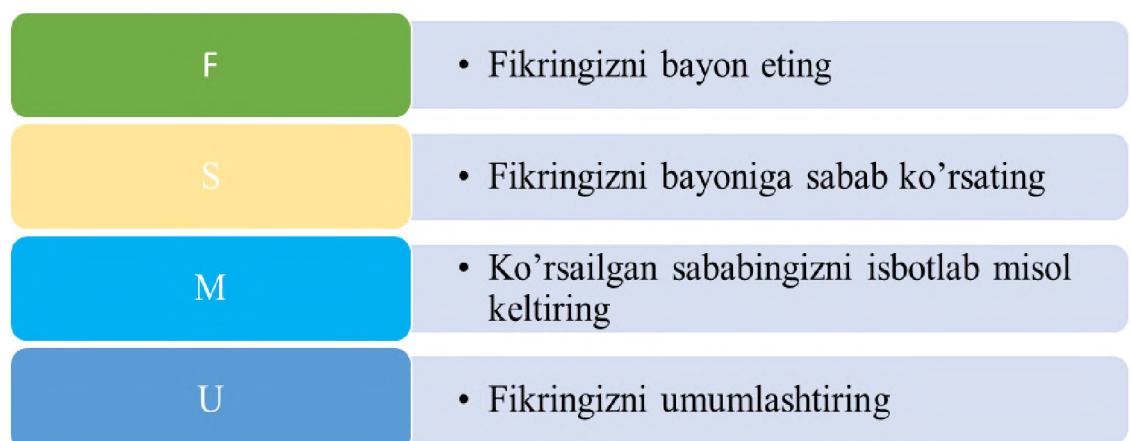 F
• Fikringizni bayon eting
S
• Fikringizni bayoniga sabab ko’rsating
M
• Ko’rsailgan sababingizni isbotlab misol
keltiring
U
• Fikringizni umumlashtiring